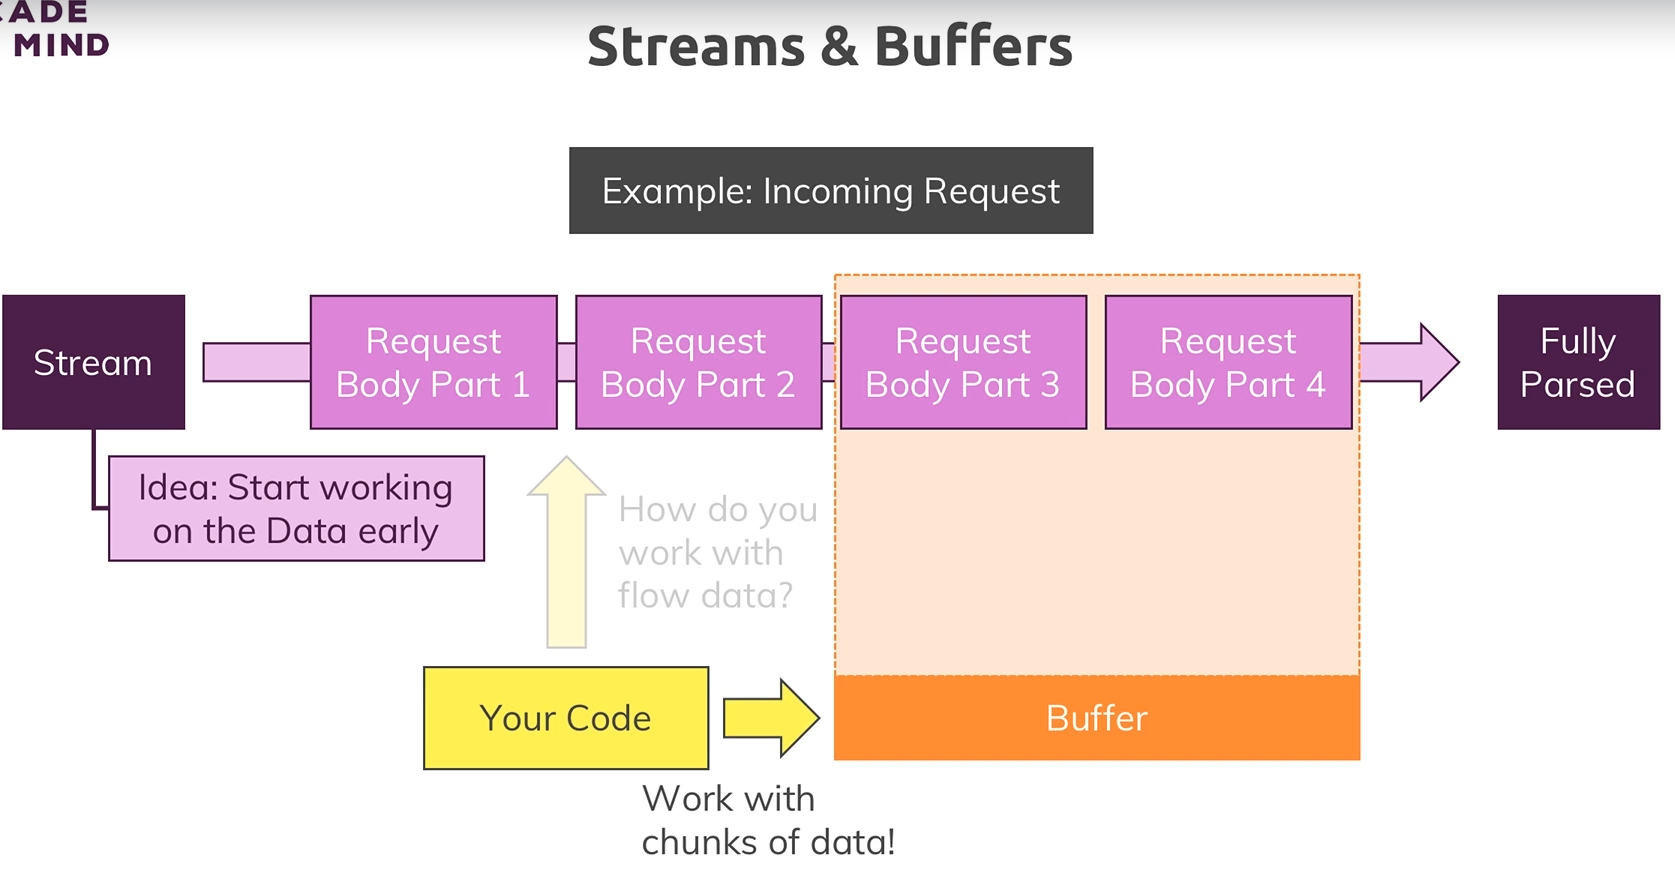 MIND
Streams & Buffers
Example: Incoming Request
Stream
Request
Body Part 1
Request
Body Part 2
Request
Body Part 3
Request
Body Part 4
Fully
Parsed
Idea: Start working
on the Data early
How do you
work with
flow data?
Your Code
Buffer
Work with
chunks of data!